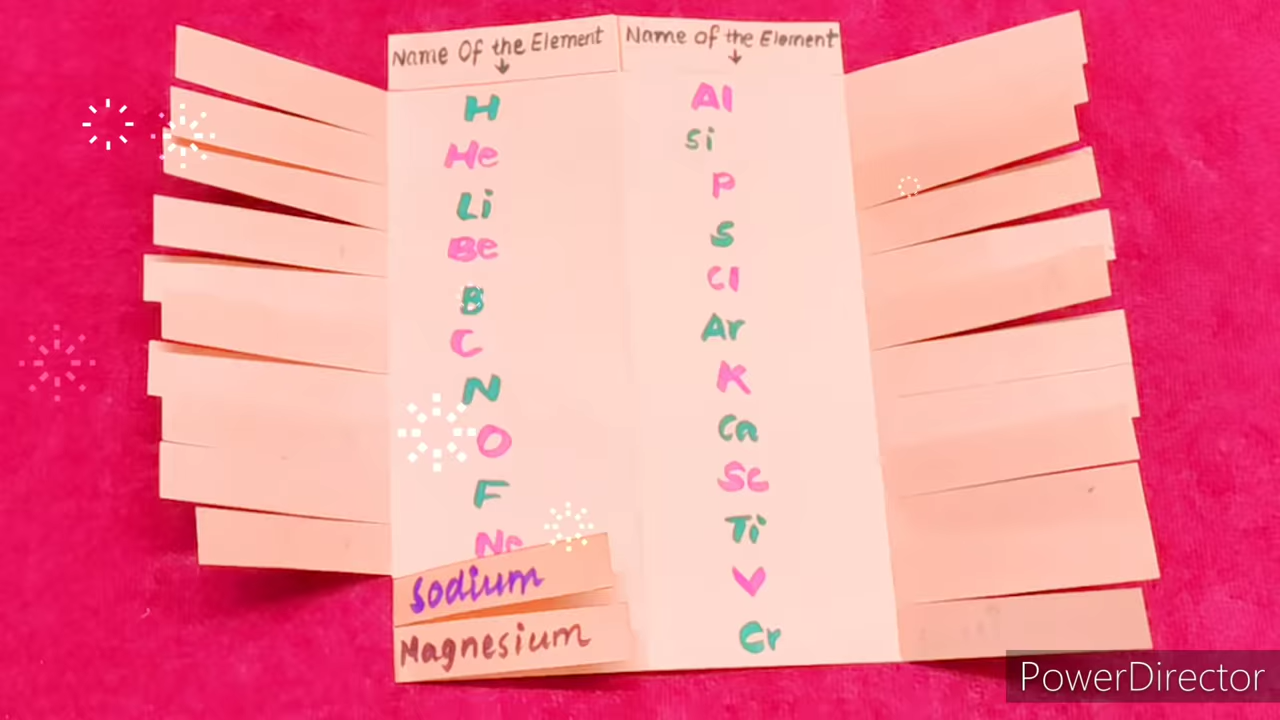 Name Of the Element
H
He
Li
Be
B
C
N
O
F
Ne
Sodium
Magnesium
Name of the Element
Al
Si
P
S
Cl
Ar
K
Ca
Sc
Ti
V
Cr
PowerDirector